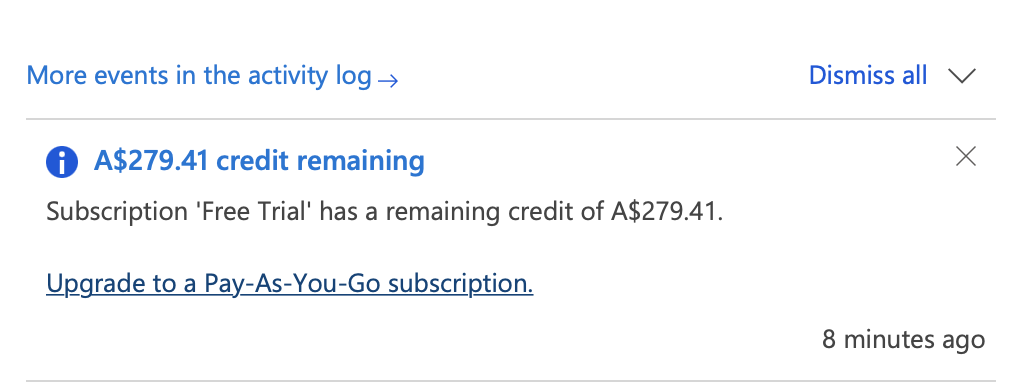 More events in the activity log →
Dismiss all
A$279.41 credit remaining
Subscription 'Free Trial' has a remaining credit of A$279.41.
Upgrade to a Pay-As-You-Go subscription.
8 minutes ago